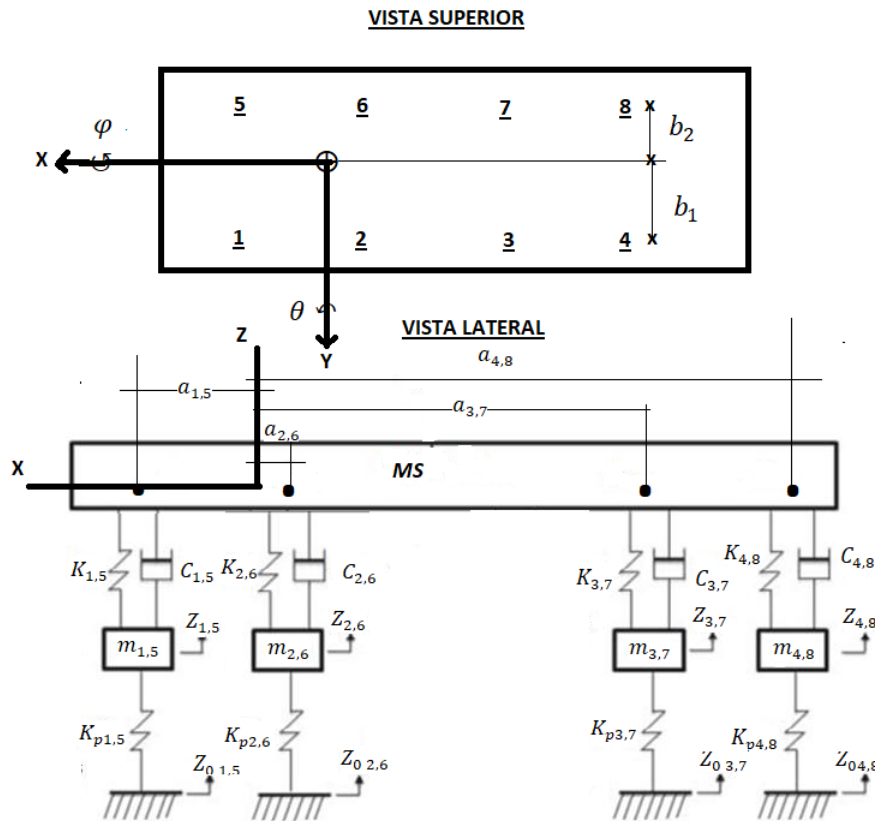 VISTA SUPERIOR
5 6 7 8 x
b₂
φ
X
x
b₁
1 2 3 4 x
θ
Y
VISTA LATERAL
Z
a₄,₈
a₁,₅
a₃,₇
a₂,₆
X
MS
K₁,₅ C₁,₅ K₂,₆ C₂,₆ K₃,₇ C₃,₇ K₄,₈ C₄,₈
Z₁,₅ Z₂,₆ Z₃,₇ Z₄,₈
m₁,₅ m₂,₆ m₃,₇ m₄,₈
Kp1,5 Kp2,6 Kp3,7 Kp4,8
Z0 1,5 Z0 2,6 Z0 3,7 Z04,8